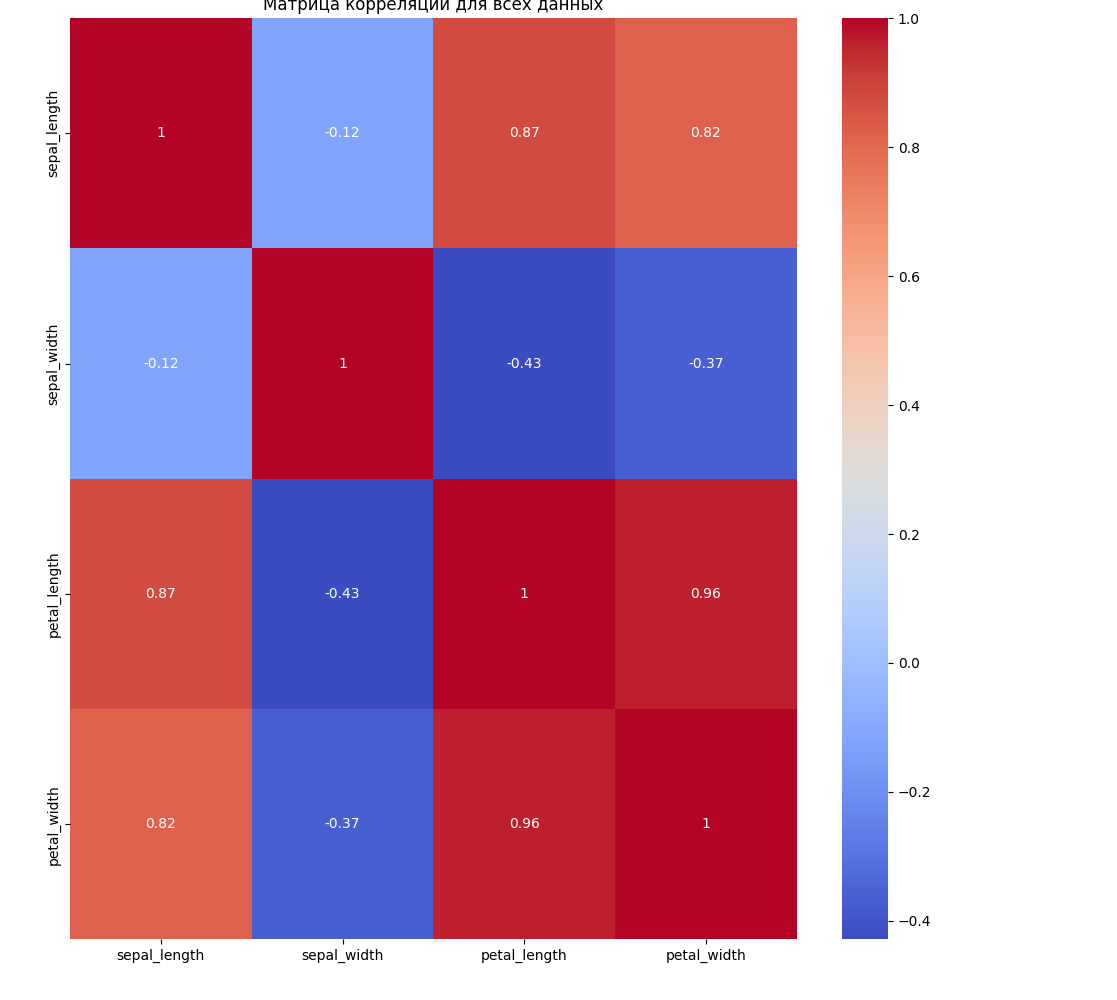 Матрица корреляции для всех данных
sepal_length 1 -0.12 0.87 0.82
sepal_width -0.12 1 -0.43 -0.37
petal_length 0.87 -0.43 1 0.96
petal_width 0.82 -0.37 0.96 1
sepal_length sepal_width petal_length petal_width
1.0
0.8
0.6
0.4
0.2
0.0
−0.2
−0.4